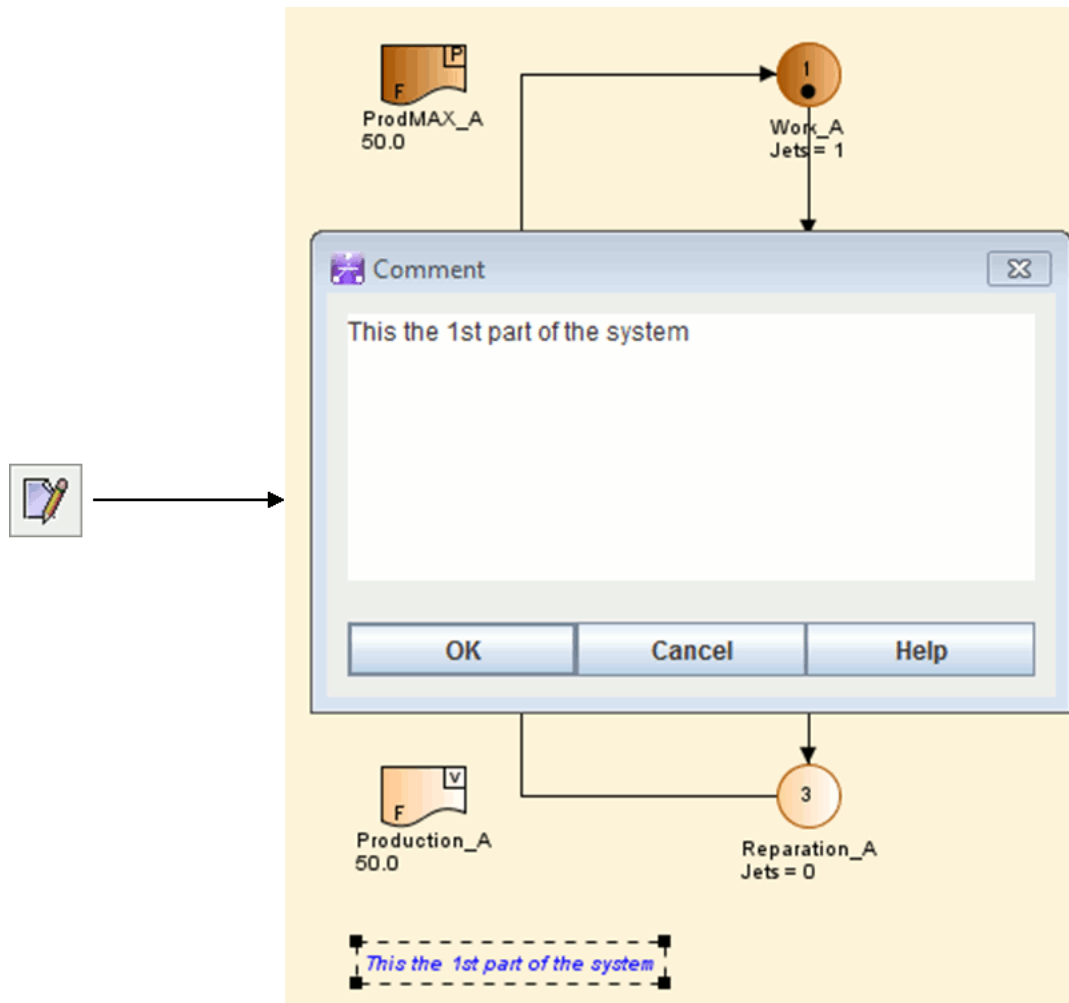 P
F
ProdMAX_A
50.0
1
Work_A
Jets = 1
Comment
This the 1st part of the system
OK
Cancel
Help
V
F
Production_A
50.0
3
Reparation_A
Jets = 0
This the 1st part of the system